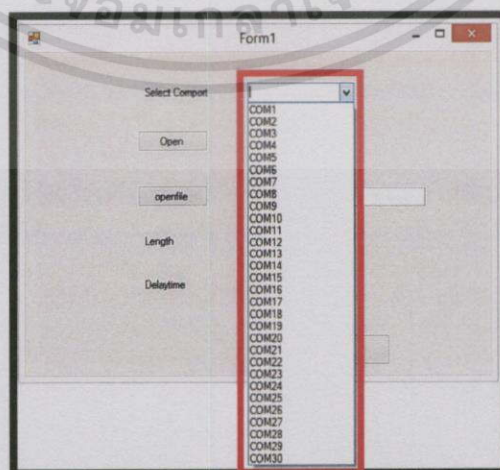 Form1
Select Comport
COM1
COM2
COM3
COM4
COM5
COM6
COM7
COM8
COM9
COM10
COM11
COM12
COM13
COM14
COM15
COM16
COM17
COM18
COM19
COM20
COM21
COM22
COM23
COM24
COM25
COM26
COM27
COM28
COM29
COM30
Open
openfile
Length
Delaytime